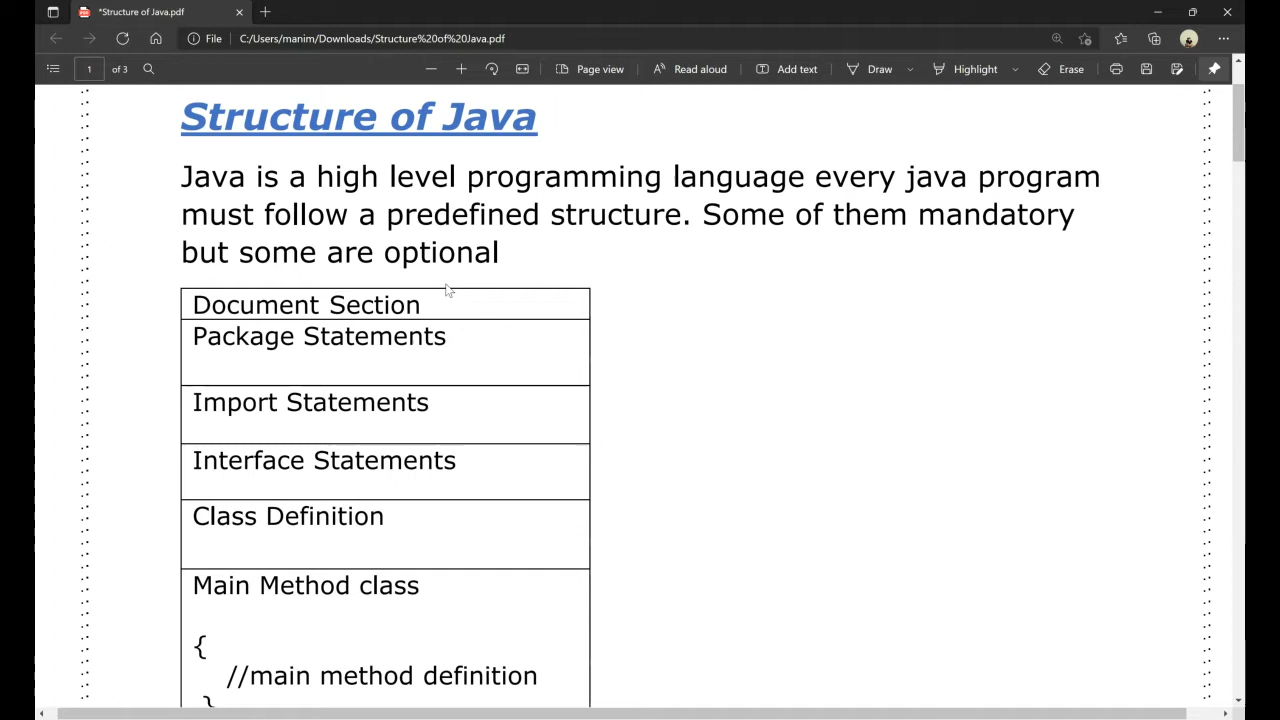 *Structure of Java.pdf
File
C:/Users/manim/Downloads/Structure%20of%20Java.pdf
1 of 3
Page view
Read aloud
Add text
Draw
Highlight
Erase
Structure of Java
Java is a high level programming language every java program
must follow a predefined structure. Some of them mandatory
but some are optional
Document Section
Package Statements
Import Statements
Interface Statements
Class Definition
Main Method class
{
//main method definition
}